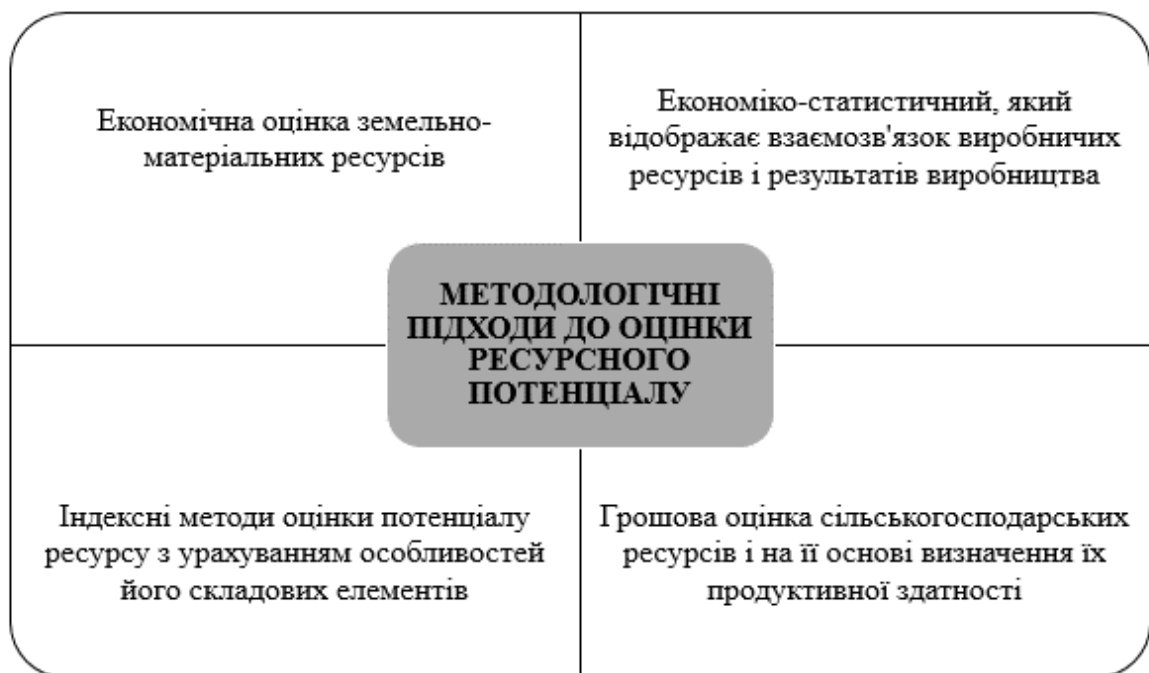 Економічна оцінка земельно-
матеріальних ресурсів
Економіко-статистичний, який
відображає взаємозв'язок виробничих
ресурсів і результатів виробництва
МЕТОДОЛОГІЧНІ
ПІДХОДИ ДО ОЦІНКИ
РЕСУРСНОГО
ПОТЕНЦІАЛУ
Індексні методи оцінки потенціалу
ресурсу з урахуванням особливостей
його складових елементів
Грошова оцінка сільськогосподарських
ресурсів і на її основі визначення їх
продуктивної здатності